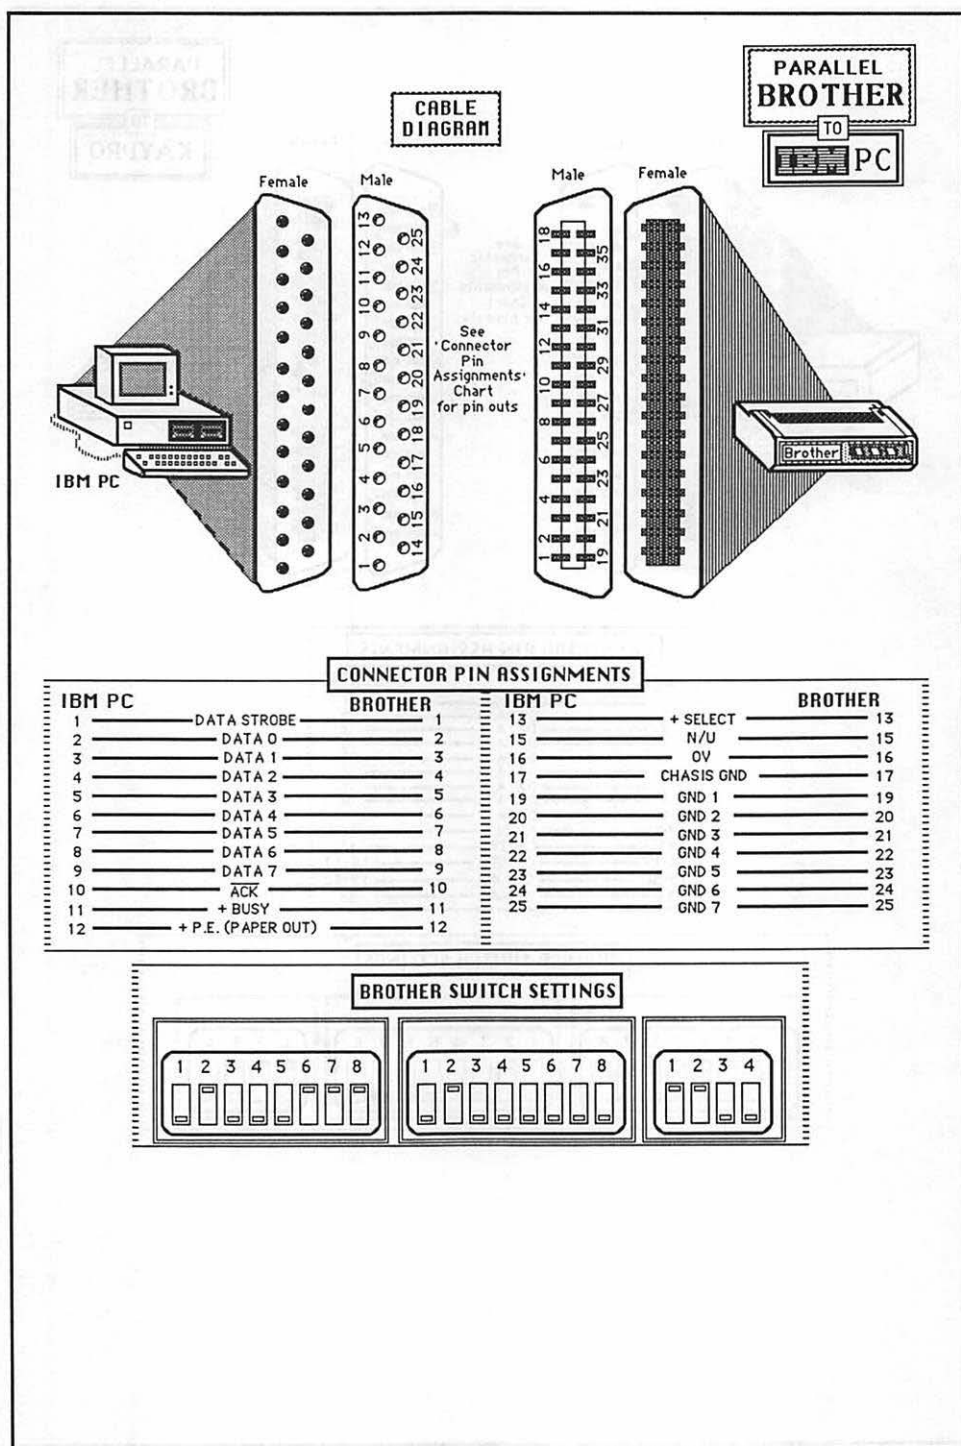 PARALLEL
BROTHER
TO
IBM PC
CABLE
DIAGRAM
Female
Male
Male
Female
13
12
11
10
9
8
7
6
5
4
3
2
1
25
24
23
22
21
20
19
18
17
16
15
14
See
'Connector
Pin
Assignments'
Chart
for pin outs
18
16
14
12
10
8
6
4
2
1
35
33
31
29
27
25
23
21
19
IBM PC
Brother
CONNECTOR PIN ASSIGNMENTS
IBM PC BROTHER
1 DATA STROBE 1
2 DATA 0 2
3 DATA 1 3
4 DATA 2 4
5 DATA 3 5
6 DATA 4 6
7 DATA 5 7
8 DATA 6 8
9 DATA 7 9
10 A̅C̅K̅ 10
11 + BUSY 11
12 + P.E. (PAPER OUT) 12
IBM PC BROTHER
13 + SELECT 13
15 N/U 15
16 OV 16
17 CHASIS GND 17
19 GND 1 19
20 GND 2 20
21 GND 3 21
22 GND 4 22
23 GND 5 23
24 GND 6 24
25 GND 7 25
BROTHER SWITCH SETTINGS
1 2 3 4 5 6 7 8
1 2 3 4 5 6 7 8
1 2 3 4